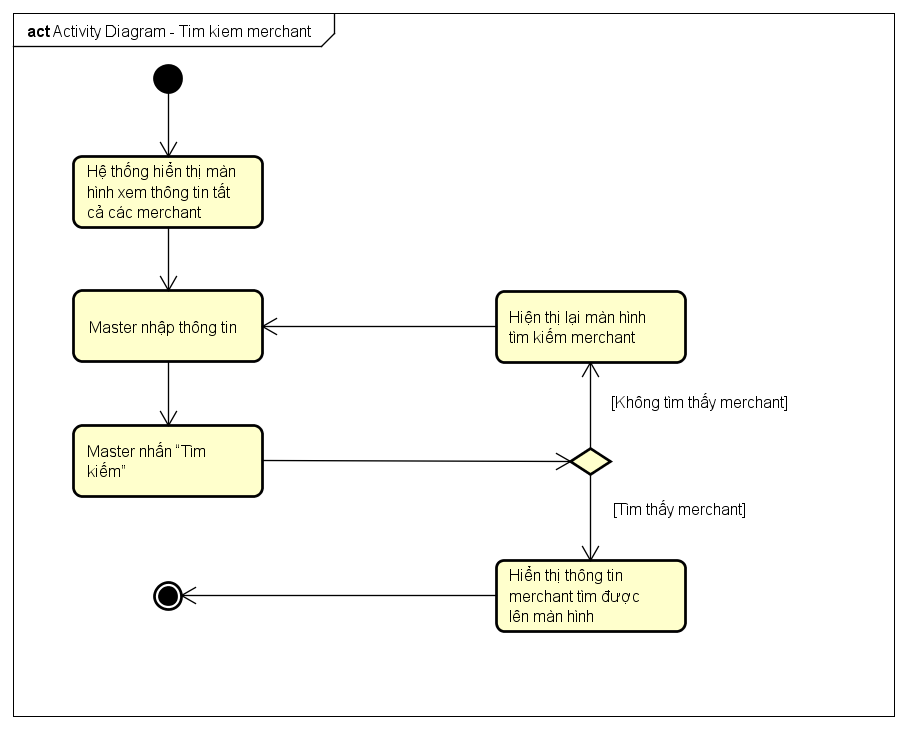 act Activity Diagram - Tim kiem merchant
Hệ thống hiển thị màn
hình xem thông tin tất
cả các merchant
Master nhập thông tin
Hiện thị lại màn hình
tìm kiếm merchant
[Không tìm thấy merchant]
Master nhấn “Tìm
kiếm”
[Tìm thấy merchant]
Hiển thị thông tin
merchant tìm được
lên màn hình